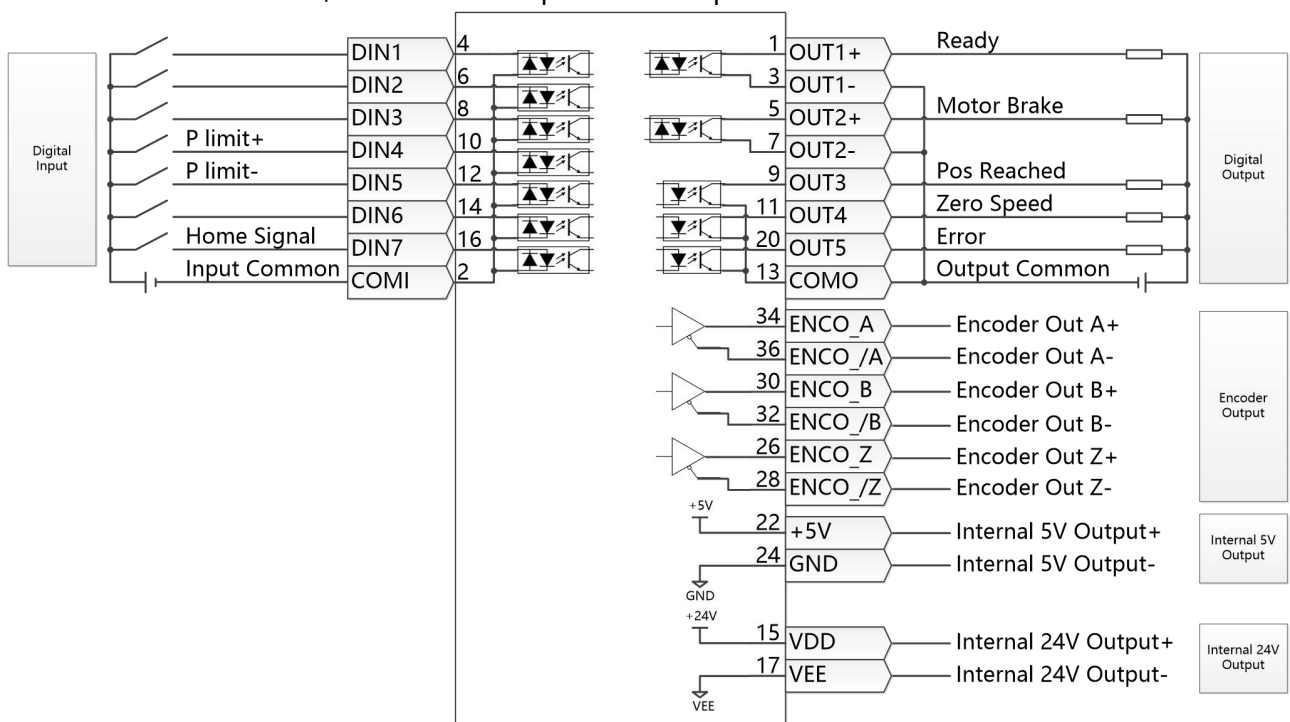 Digital
Input
DIN1
4
DIN2
6
DIN3
8
P limit+
DIN4
10
P limit-
DIN5
12
DIN6
14
Home Signal
DIN7
16
Input Common
COMI
2
1
OUT1+
Ready
3
OUT1-
5
OUT2+
Motor Brake
7
OUT2-
9
OUT3
Pos Reached
11
OUT4
Zero Speed
20
OUT5
Error
13
COMO
Output Common
Digital
Output
34
ENCO_A
Encoder Out A+
36
ENCO_/A
Encoder Out A-
30
ENCO_B
Encoder Out B+
32
ENCO_/B
Encoder Out B-
26
ENCO_Z
Encoder Out Z+
28
ENCO_/Z
Encoder Out Z-
Encoder
Output
+5V
22
+5V
Internal 5V Output+
24
GND
Internal 5V Output-
GND
Internal 5V
Output
+24V
15
VDD
Internal 24V Output+
17
VEE
Internal 24V Output-
VEE
Internal 24V
Output